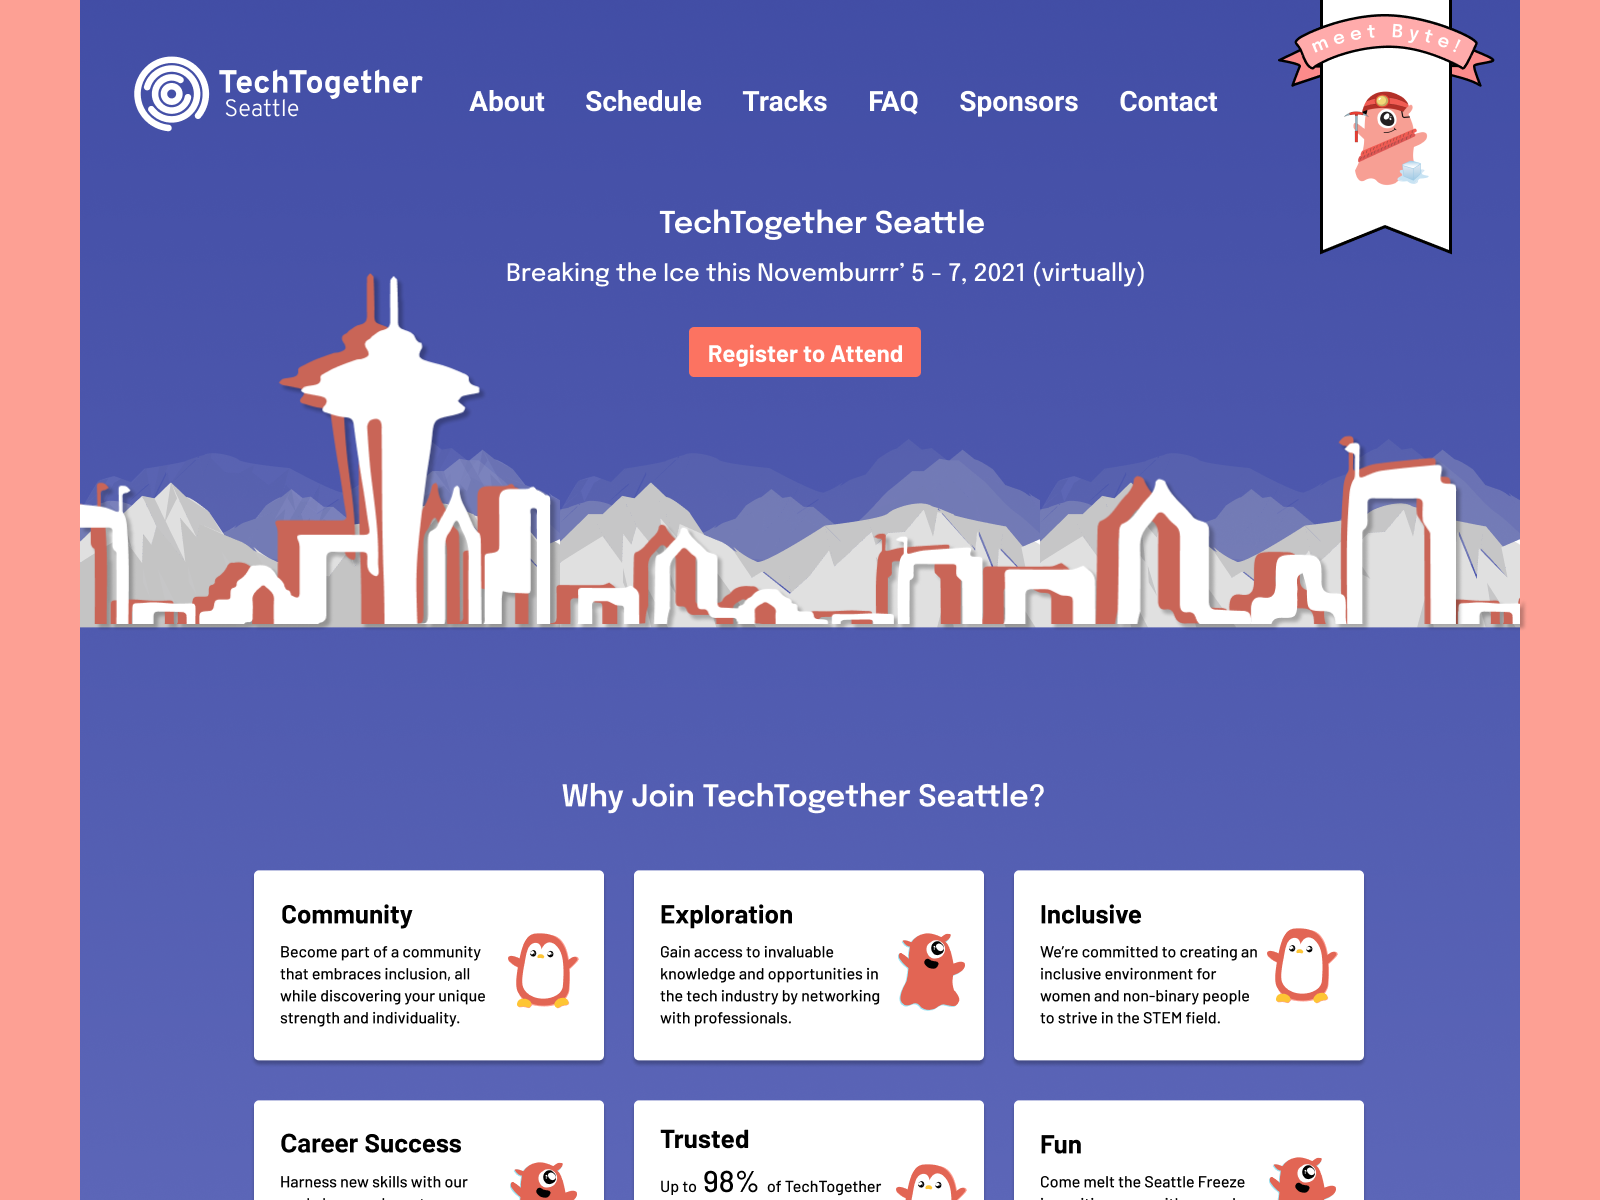 meet Byte!
TechTogether
Seattle
About Schedule Tracks FAQ Sponsors Contact
TechTogether Seattle
Breaking the Ice this Novemburrr’ 5 - 7, 2021 (virtually)
Register to Attend
Why Join TechTogether Seattle?
Community
Become part of a community
that embraces inclusion, all
while discovering your unique
strength and individuality.
Exploration
Gain access to invaluable
knowledge and opportunities in
the tech industry by networking
with professionals.
Inclusive
We’re committed to creating an
inclusive environment for
women and non-binary people
to strive in the STEM field.
Career Success
Harness new skills with our
Trusted
Up to 98% of TechTogether
Fun
Come melt the Seattle Freeze